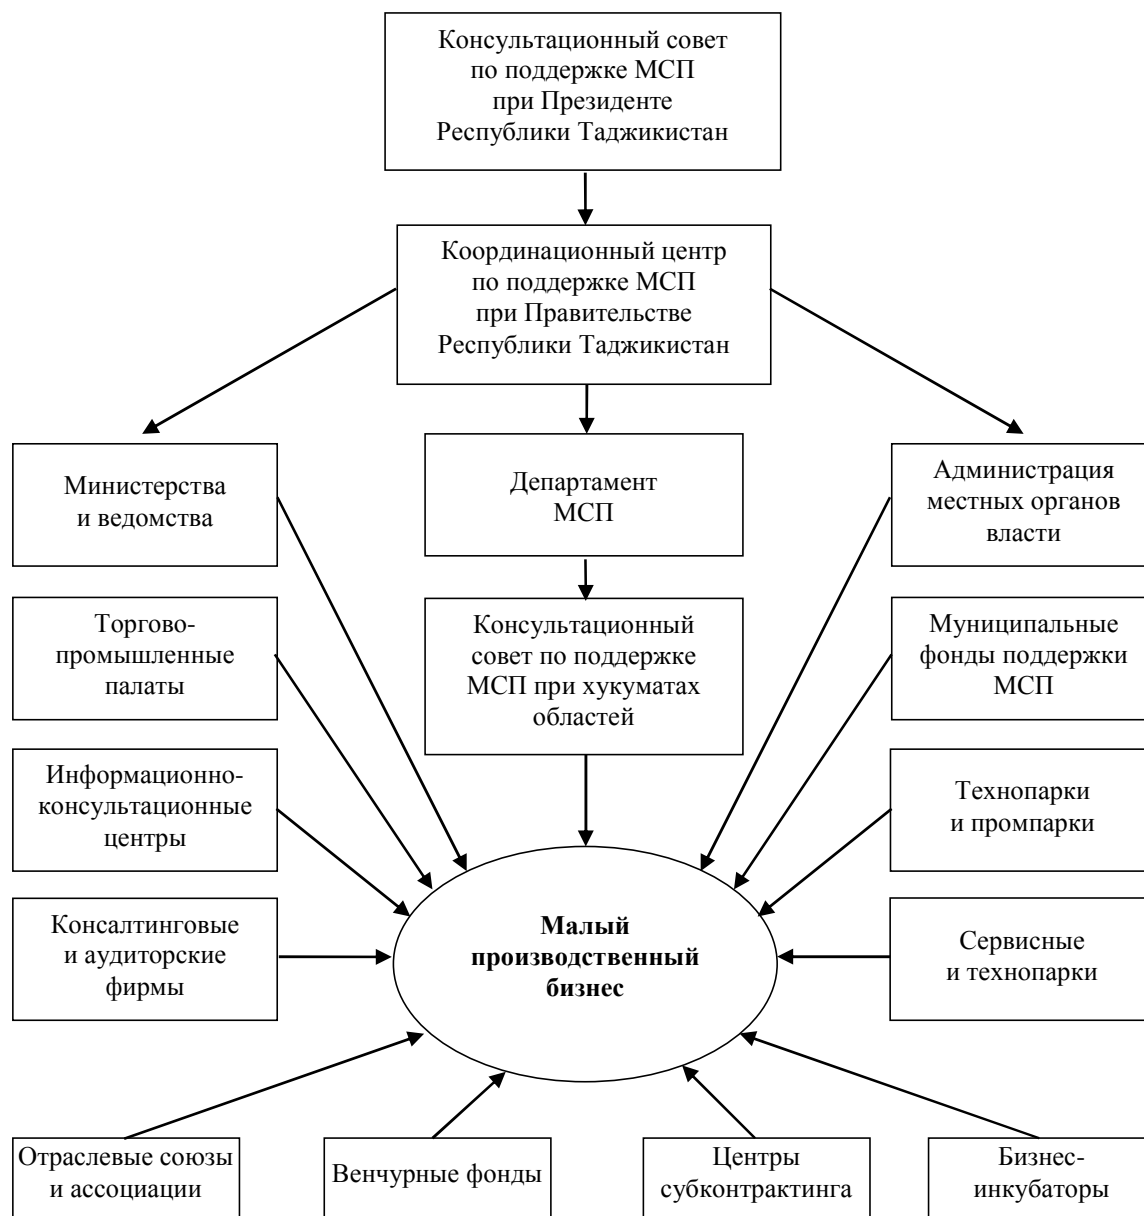 Консультационный совет
по поддержке МСП
при Президенте
Республики Таджикистан
Координационный центр
по поддержке МСП
при Правительстве
Республики Таджикистан
Министерства
и ведомства
Департамент
МСП
Администрация
местных органов
власти
Торгово-
промышленные
палаты
Консультационный
совет по поддержке
МСП при хукуматах
областей
Муниципальные
фонды поддержки
МСП
Информационно-
консультационные
центры
Технопарки
и промпарки
Консалтинговые
и аудиторские
фирмы
Малый
производственный
бизнес
Сервисные
и технопарки
Отраслевые союзы
и ассоциации
Венчурные фонды
Центры
субконтрактинга
Бизнес-
инкубаторы